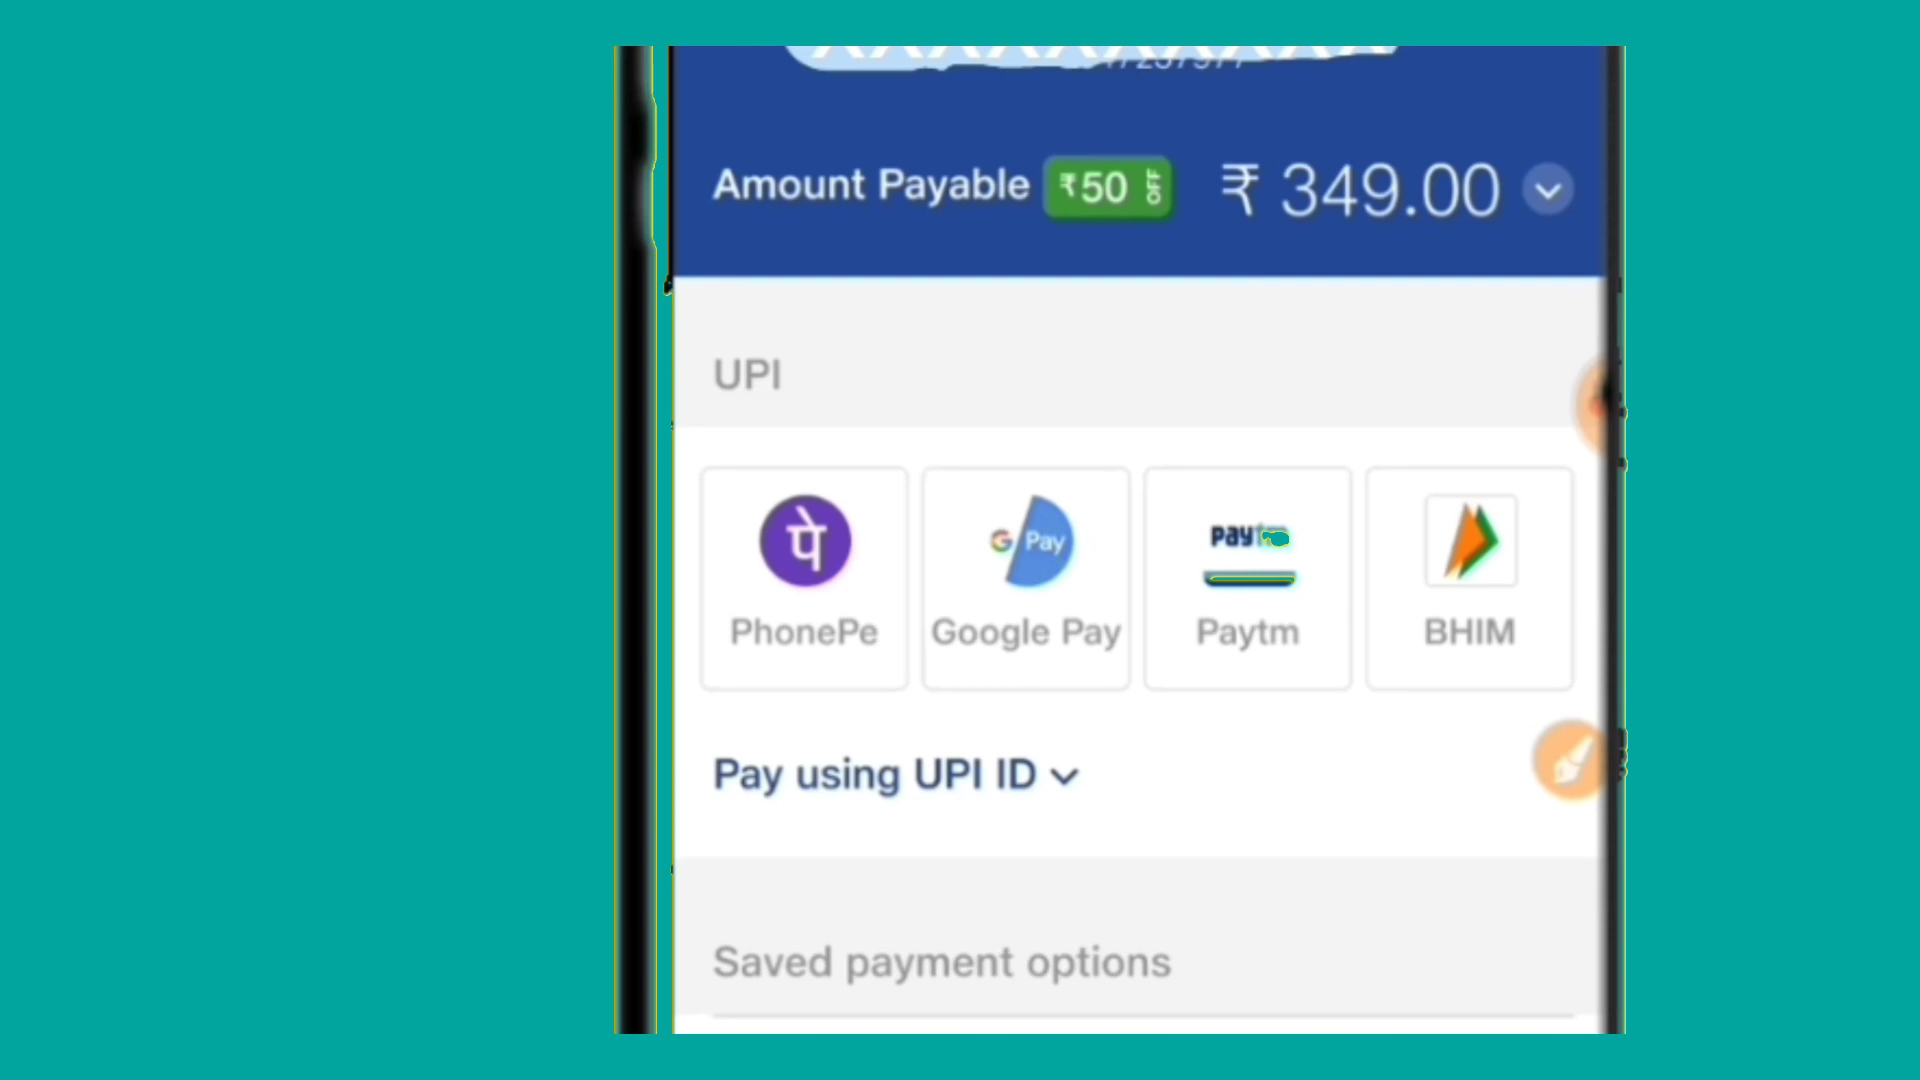 Amount Payable ₹50 OFF ₹ 349.00
UPI
पे
G Pay
Pay
PhonePe Google Pay Paytm BHIM
Pay using UPI ID
Saved payment options